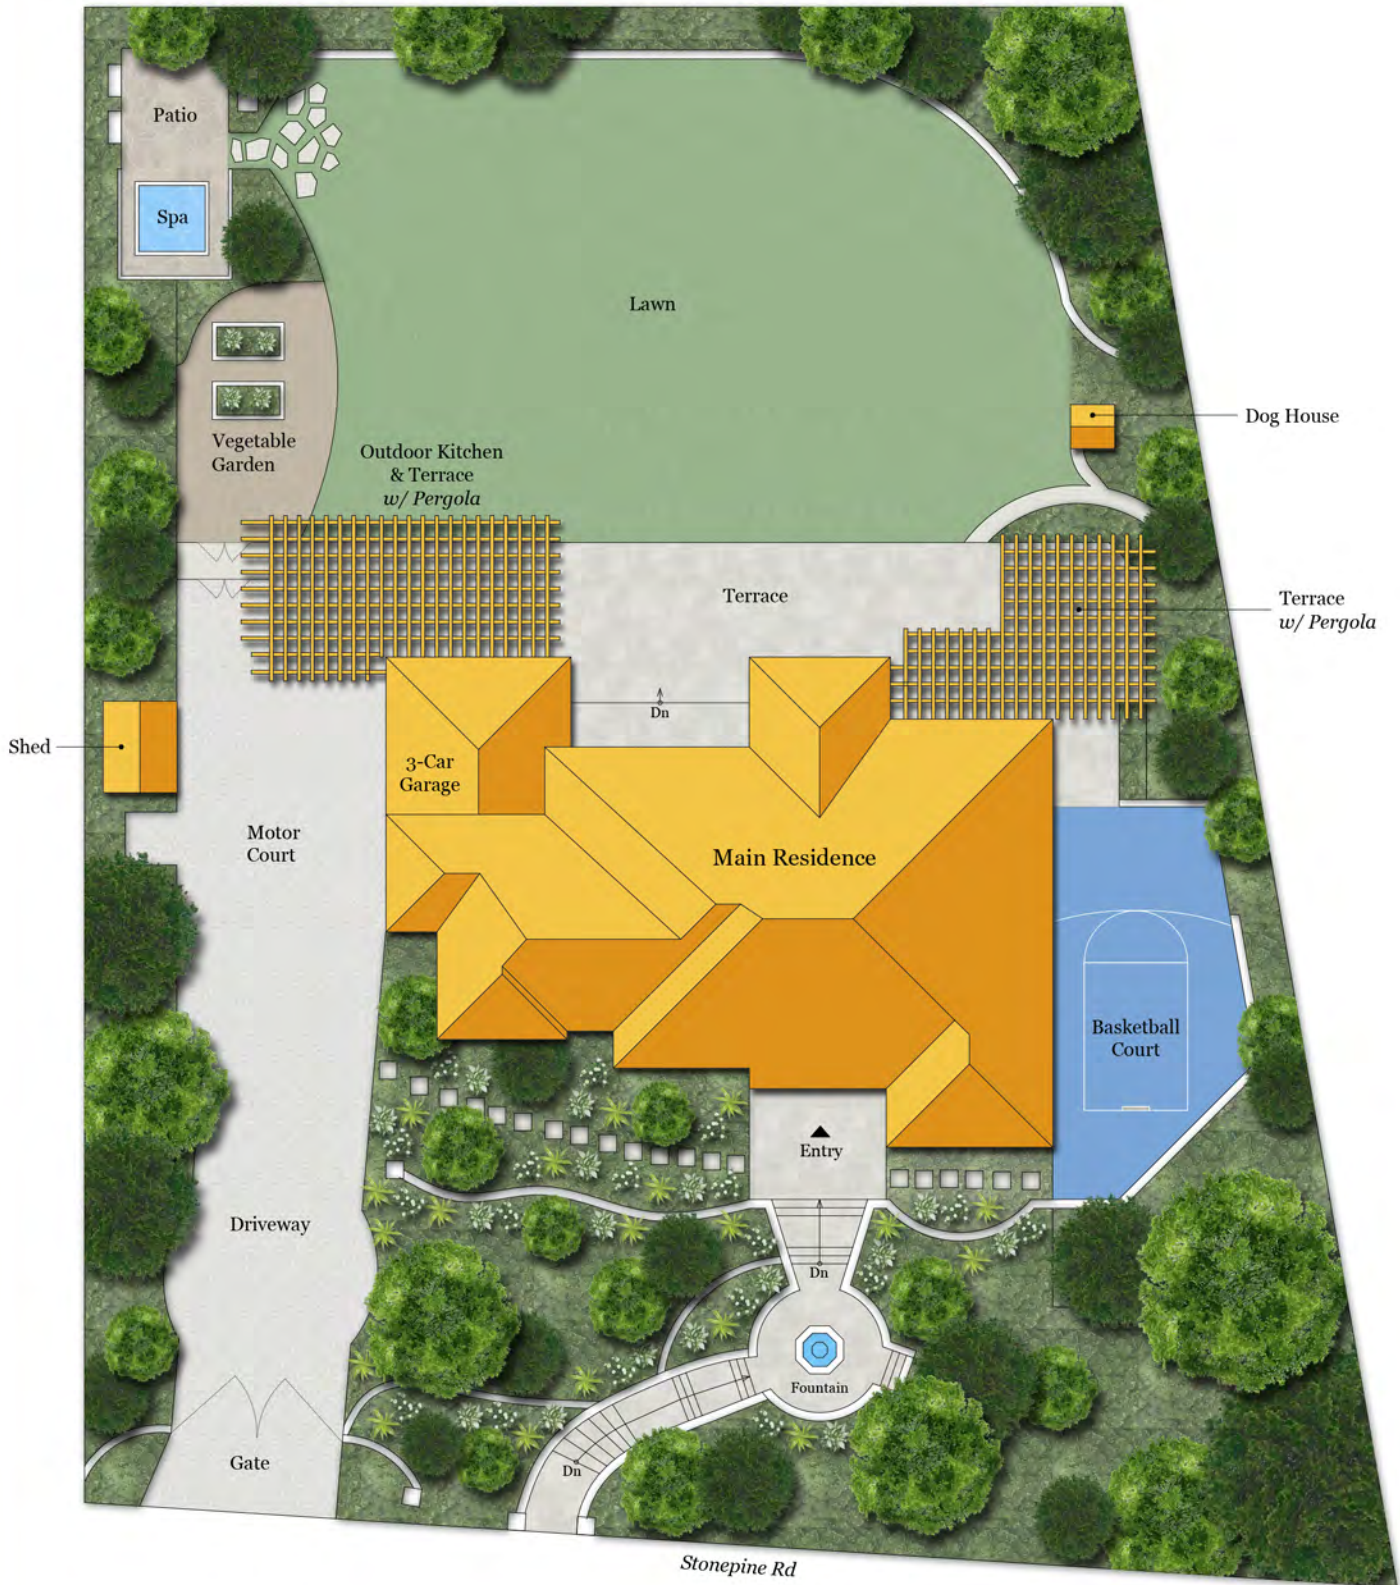 Patio
Spa
Lawn
Dog House
Vegetable
Garden
Outdoor Kitchen
& Terrace
w/ Pergola
Terrace
Terrace
w/ Pergola
Dn
Shed
3-Car
Garage
Motor
Court
Main Residence
Basketball
Court
Entry
Driveway
Dn
Fountain
Gate
Dn
Stonepine Rd